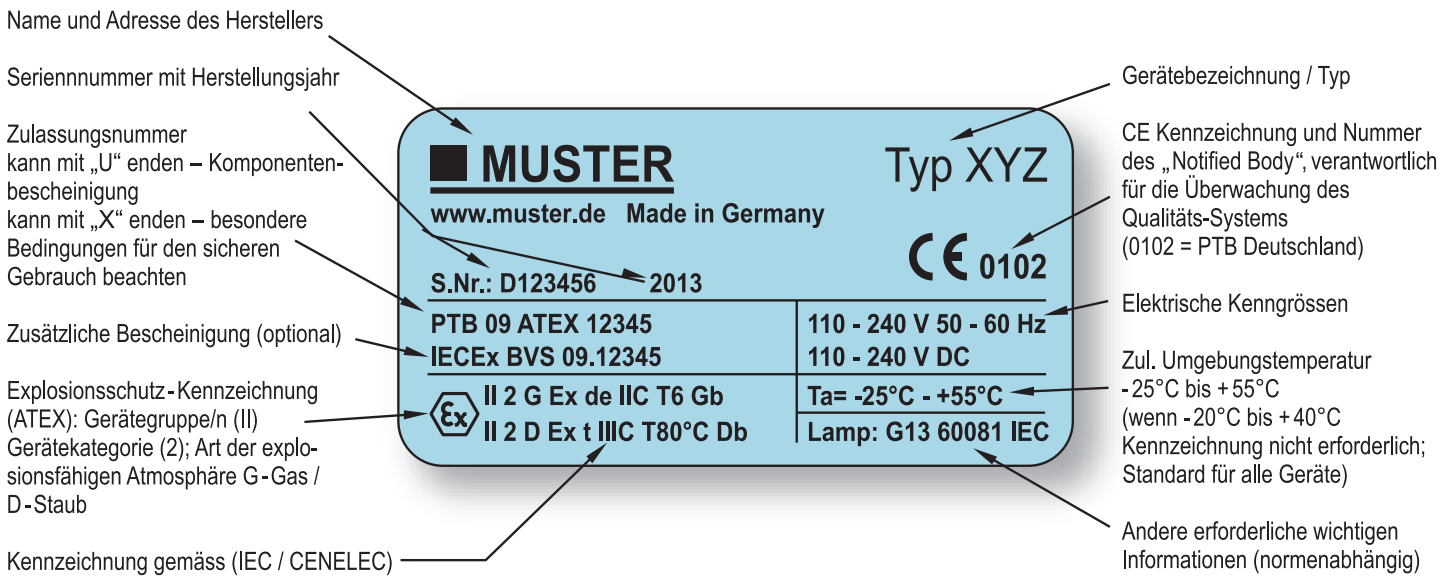 Name und Adresse des Herstellers
Seriennnummer mit Herstellungsjahr
Zulassungsnummer
kann mit „U“ enden – Komponenten-
bescheinigung
kann mit „X“ enden – besondere
Bedingungen für den sicheren
Gebrauch beachten
Zusätzliche Bescheinigung (optional)
Explosionsschutz-Kennzeichnung
(ATEX): Gerätegruppe/n (II)
Gerätekategorie (2); Art der explo-
sionsfähigen Atmosphäre G-Gas /
D-Staub
Kennzeichnung gemäss (IEC / CENELEC)
MUSTER
Typ XYZ
www.muster.de Made in Germany
CE 0102
S.Nr.: D123456 2013
PTB 09 ATEX 12345
IECEx BVS 09.12345
110 - 240 V 50 - 60 Hz
110 - 240 V DC
Ex
II 2 G Ex de IIC T6 Gb
II 2 D Ex t IIIC T80°C Db
Ta= -25°C - +55°C
Lamp: G13 60081 IEC
Gerätebezeichnung / Typ
CE Kennzeichnung und Nummer
des „Notified Body“, verantwortlich
für die Überwachung des
Qualitäts-Systems
(0102 = PTB Deutschland)
Elektrische Kenngrössen
Zul. Umgebungstemperatur
-25°C bis +55°C
(wenn -20°C bis +40°C
Kennzeichnung nicht erforderlich;
Standard für alle Geräte)
Andere erforderliche wichtigen
Informationen (normenabhängig)